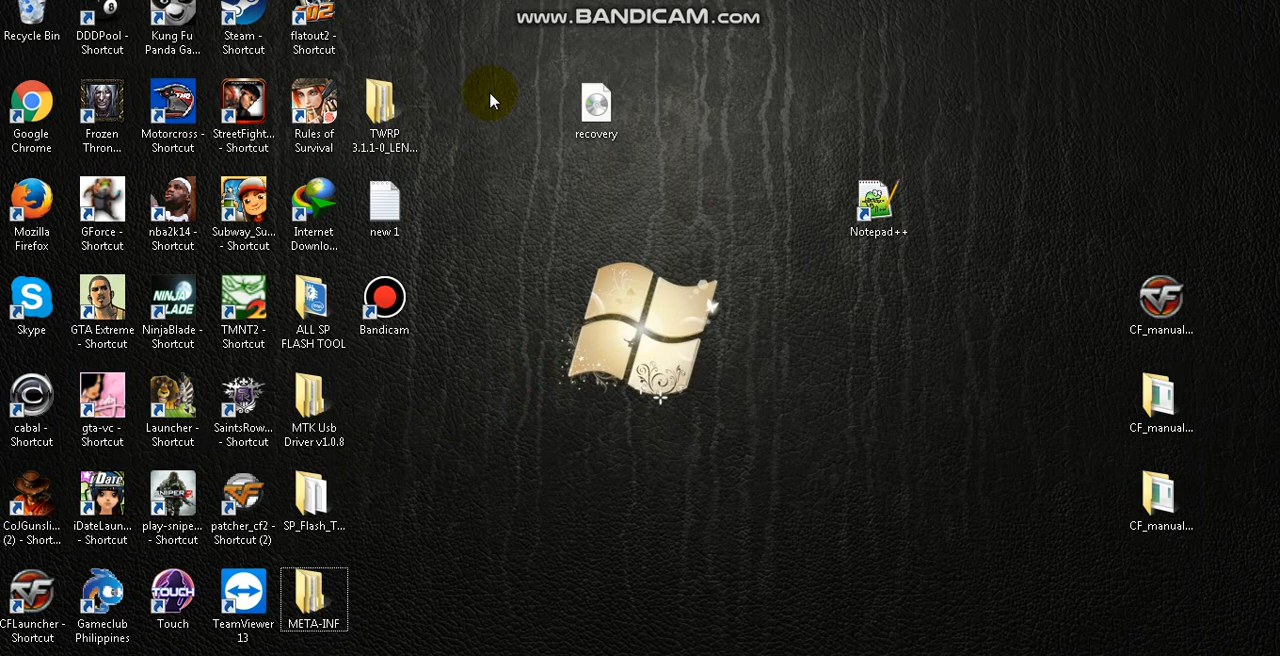 www.BANDICAM.com
Recycle Bin
DDDPool -
Shortcut
Kung Fu
Panda Ga...
Steam -
Shortcut
flatout2 -
Shortcut
Google
Chrome
Frozen
Thron...
Motorcross -
Shortcut
StreetFight...
- Shortcut
Rules of
Survival
TWRP
3.1.1-0_LEN...
recovery
Mozilla
Firefox
GForce -
Shortcut
nba2k14 -
Shortcut
Subway_Su...
- Shortcut
Internet
Downlo...
new 1
Notepad++
Skype
GTA Extreme
- Shortcut
NinjaBlade -
Shortcut
TMNT2 -
Shortcut
ALL SP
FLASH TOOL
Bandicam
CF_manual...
cabal -
Shortcut
gta-vc -
Shortcut
Launcher -
Shortcut
SaintsRow...
- Shortcut
MTK Usb
Driver v1.0.8
CF_manual...
CoJGunsli...
(2) - Short...
iDateLaun...
- Shortcut
play-snipe...
- Shortcut
patcher_cf2 -
Shortcut (2)
SP_Flash_T...
CF_manual...
CFLauncher -
Shortcut
Gameclub
Philippines
TOUCH
Touch
TeamViewer
13
META-INF